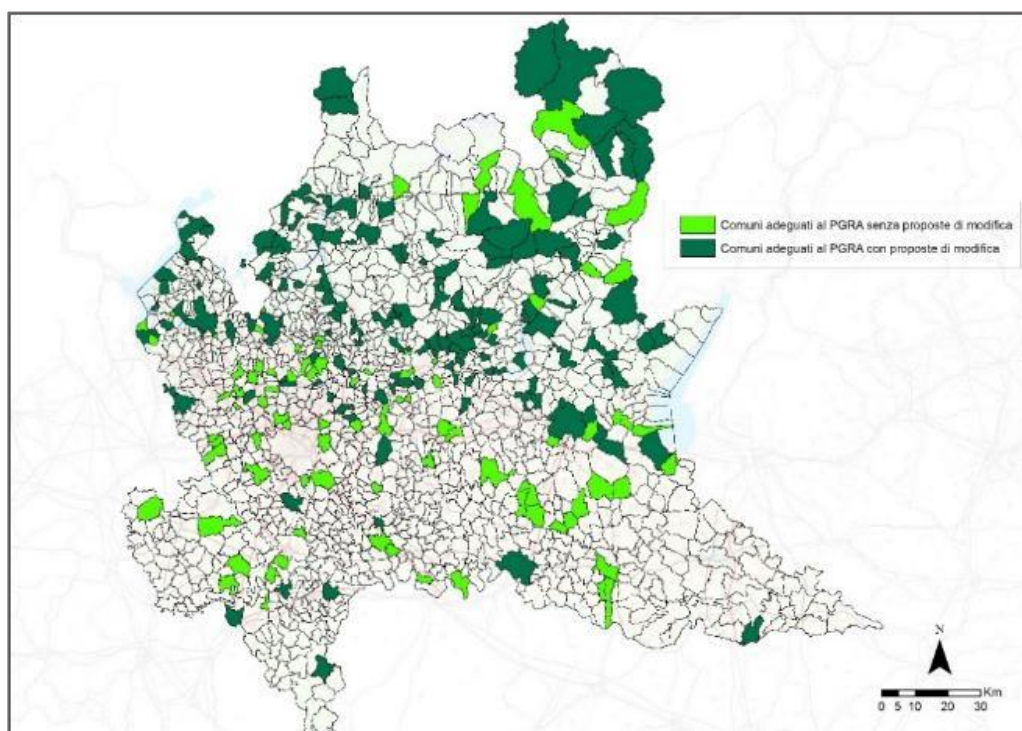 Comuni adeguati al PGRA senza proposte di modifica
Comuni adeguati al PGRA con proposte di modifica
N
Km
0 5 10 20 30